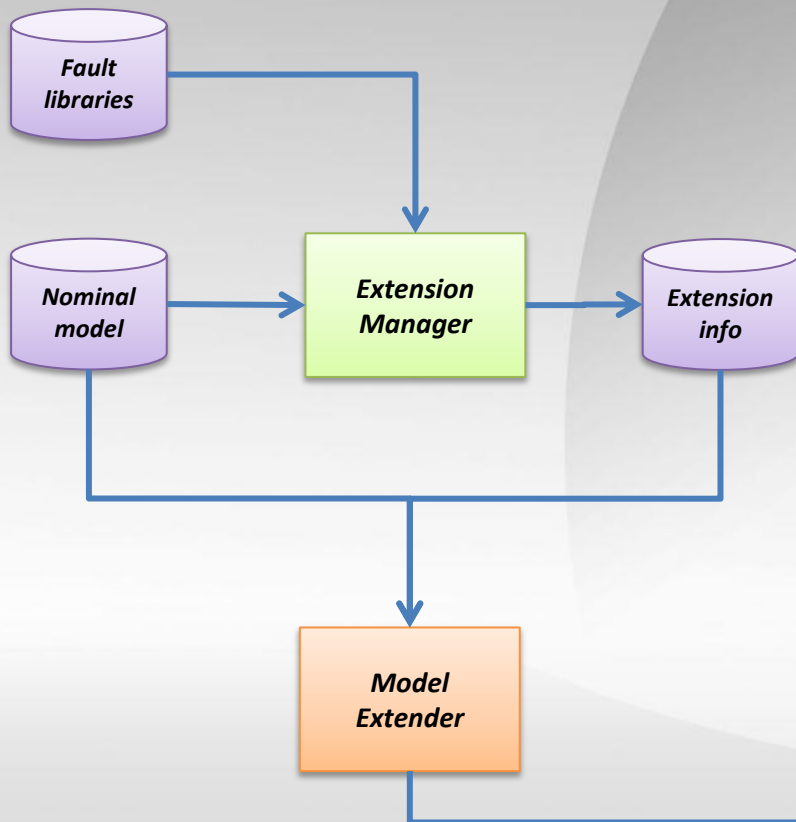 Fault
libraries
Nominal
model
Extension
Manager
Extension
info
Model
Extender